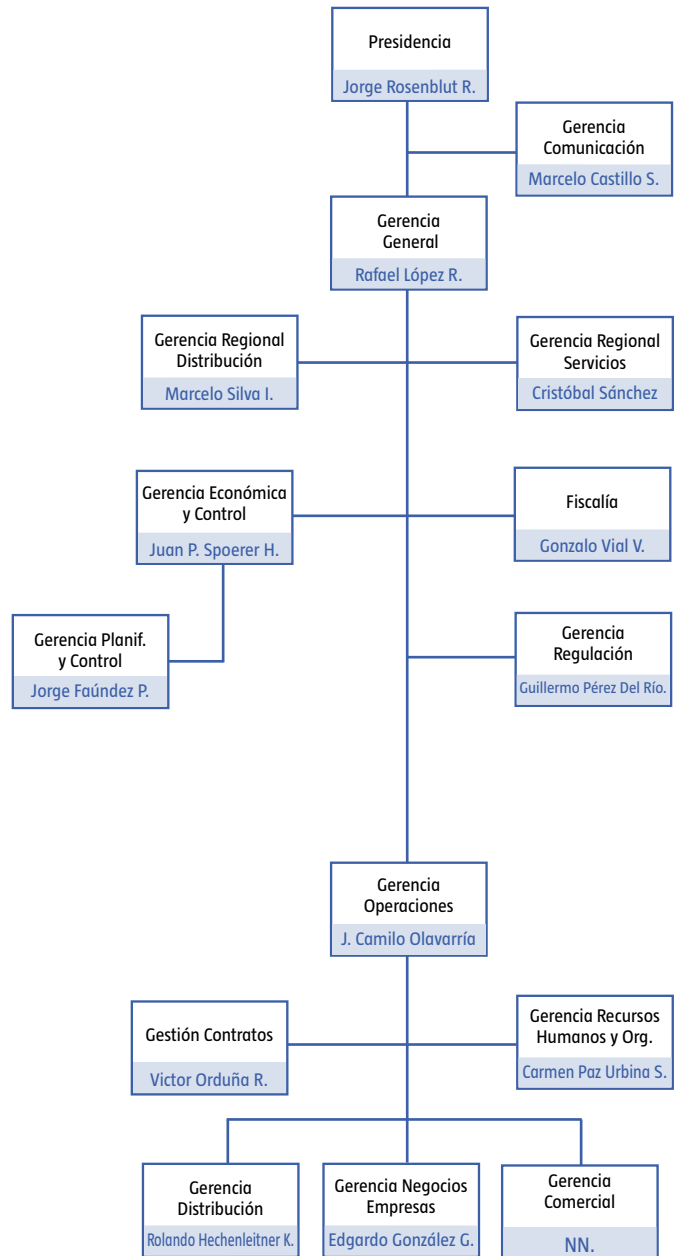 Presidencia
Jorge Rosenblut R.
Gerencia
Comunicación
Marcelo Castillo S.
Gerencia
General
Rafael López R.
Gerencia Regional
Distribución
Marcelo Silva I.
Gerencia Regional
Servicios
Cristóbal Sánchez
Gerencia Económica
y Control
Juan P. Spoerer H.
Fiscalía
Gonzalo Vial V.
Gerencia Planif.
y Control
Jorge Faúndez P.
Gerencia
Regulación
Guillermo Pérez Del Río.
Gerencia
Operaciones
J. Camilo Olavarría
Gestión Contratos
Victor Orduña R.
Gerencia Recursos
Humanos y Org.
Carmen Paz Urbina S.
Gerencia
Distribución
Rolando Hechenleitner K.
Gerencia Negocios
Empresas
Edgardo González G.
Gerencia
Comercial
NN.